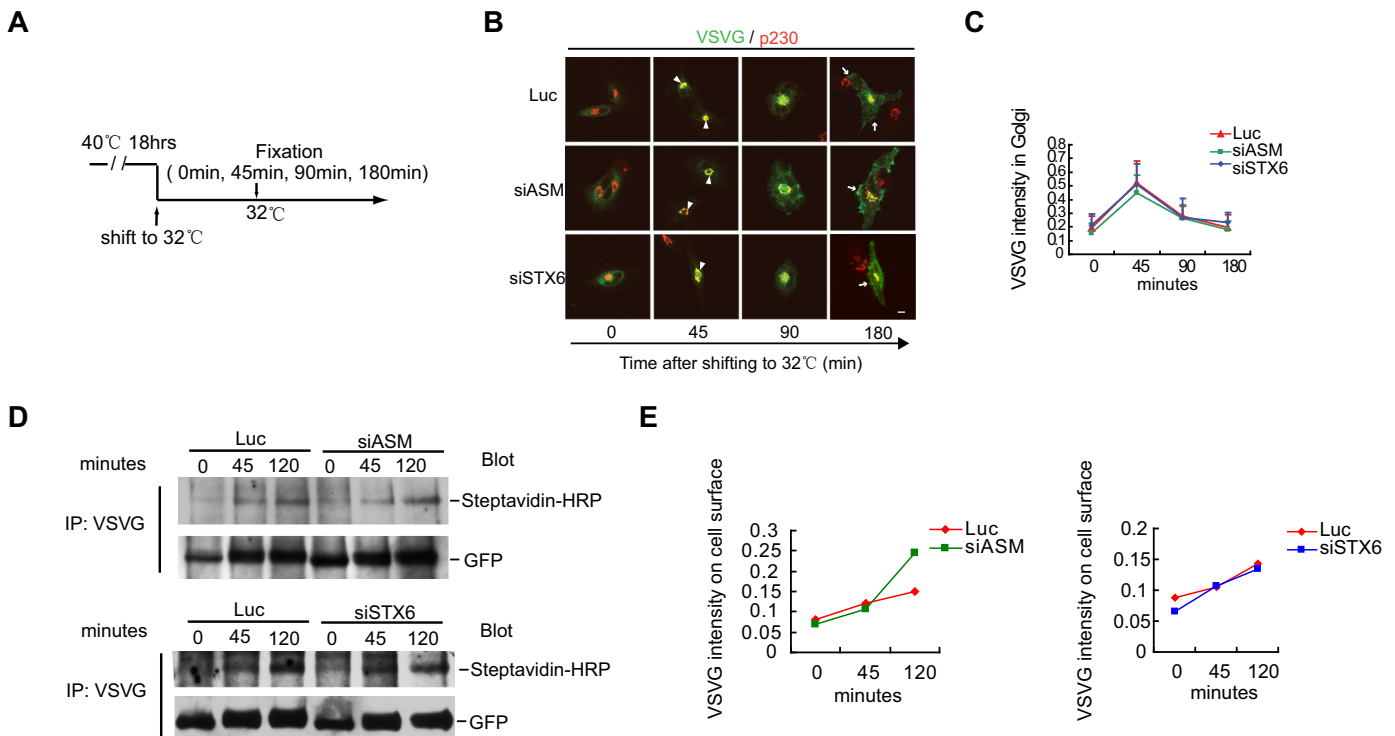 A
40℃ 18hrs
Fixation
( 0min, 45min, 90min, 180min)
32℃
shift to 32℃
B
VSVG / p230
Luc
siASM
siSTX6
0 45 90 180
Time after shifting to 32℃ (min)
C
VSVG intensity in Golgi
0.8
0.7
0.6
0.5
0.4
0.3
0.2
0.1
0 45 90 180
minutes
Luc
siASM
siSTX6
D
Luc siASM
minutes 0 45 120 0 45 120 Blot
IP: VSVG
Steptavidin-HRP
GFP
Luc siSTX6
minutes 0 45 120 0 45 120 Blot
IP: VSVG
Steptavidin-HRP
GFP
E
VSVG intensity on cell surface
0.3
0.25
0.2
0.15
0.1
0.05
0
0 45 120
minutes
Luc
siASM
VSVG intensity on cell surface
0.2
0.15
0.1
0.05
0
0 45 120
minutes
Luc
siSTX6